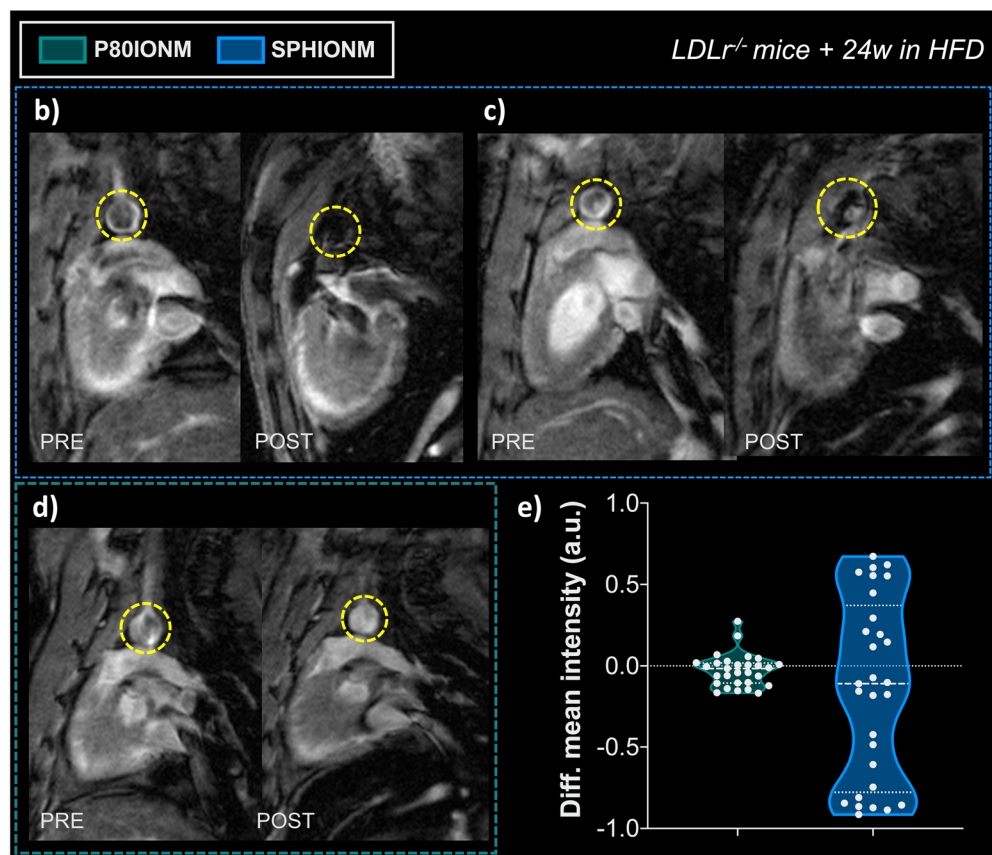 P80IONM SPHIONM LDLr-/- mice + 24w in HFD
b) c)
PRE POST PRE POST
d) e)
PRE POST
Diff. mean intensity (a.u.)
1.0
0.5
0.0
-0.5
-1.0